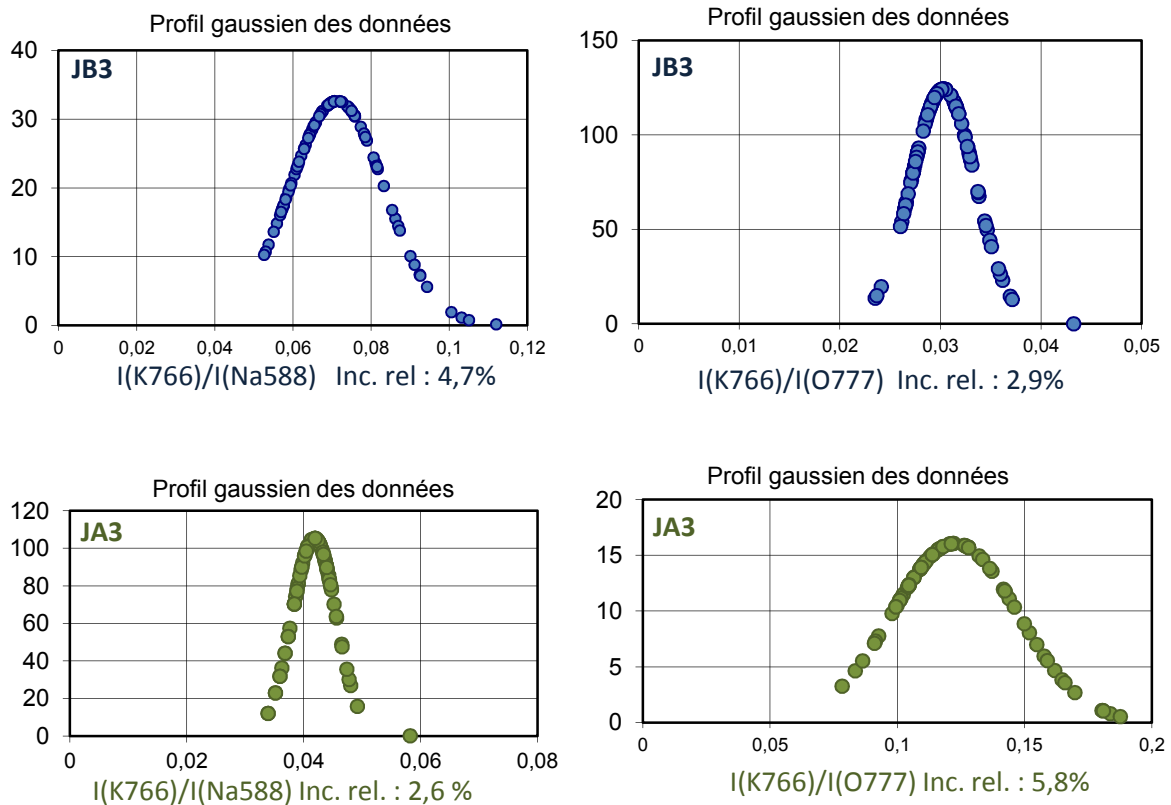 Profil gaussien des données
40
30
20
10
0
JB3
0 0,02 0,04 0,06 0,08 0,1 0,12
I(K766)/I(Na588) Inc. rel : 4,7%
Profil gaussien des données
150
100
50
0
JB3
0 0,01 0,02 0,03 0,04 0,05
I(K766)/I(O777) Inc. rel. : 2,9%
Profil gaussien des données
120
100
80
60
40
20
0
JA3
0 0,02 0,04 0,06 0,08
I(K766)/I(Na588) Inc. rel. : 2,6 %
Profil gaussien des données
20
15
10
5
0
JA3
0 0,05 0,1 0,15 0,2
I(K766)/I(O777) Inc. rel. : 5,8%